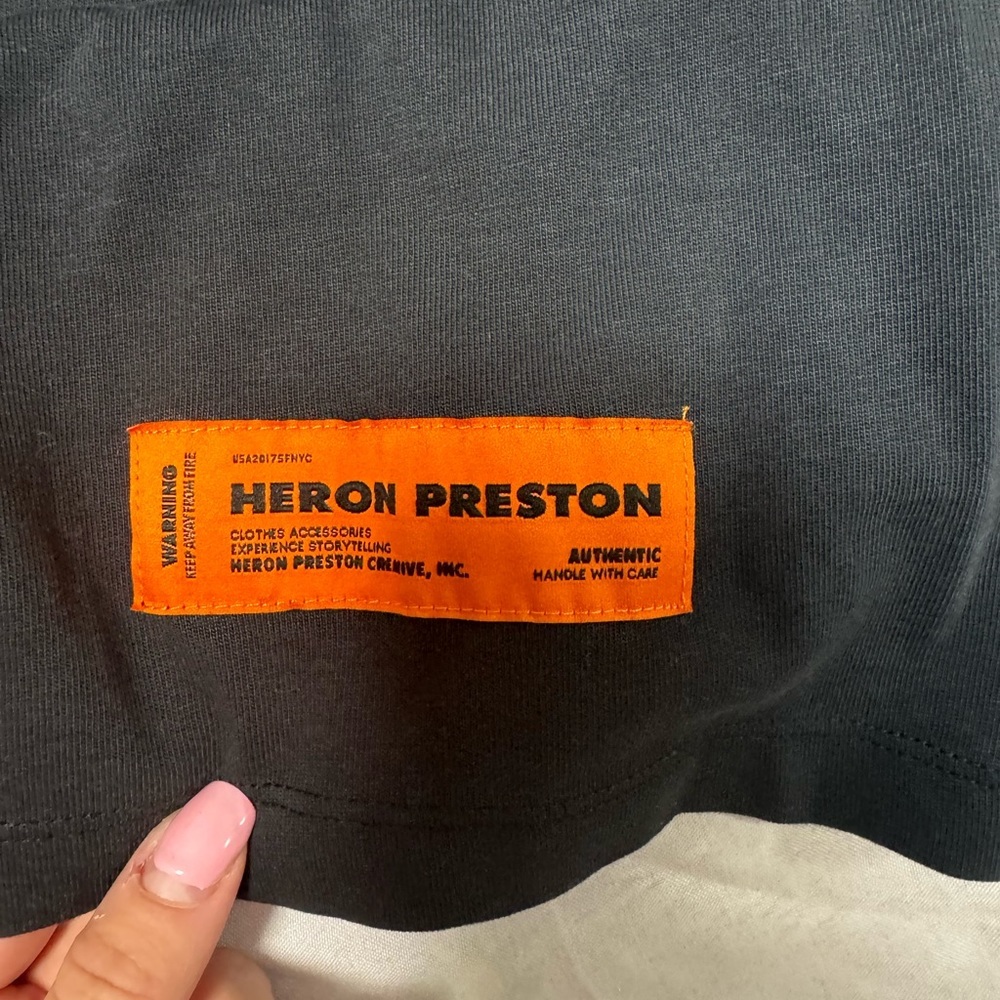 WARNING
KEEP AWAY FROM FIRE
USA2017SFNYC
HERON PRESTON
CLOTHES ACCESSORIES
EXPERIENCE STORYTELLING
HERON PRESTON CREATIVE, INC.
AUTHENTIC
HANDLE WITH CARE